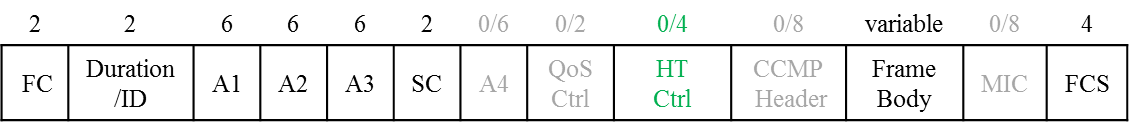 2 2 6 6 6 2 0/6 0/2 0/4 0/8 variable 0/8 4
FC Duration /ID A1 A2 A3 SC A4 QoS Ctrl HT Ctrl CCMP Header Frame Body MIC FCS